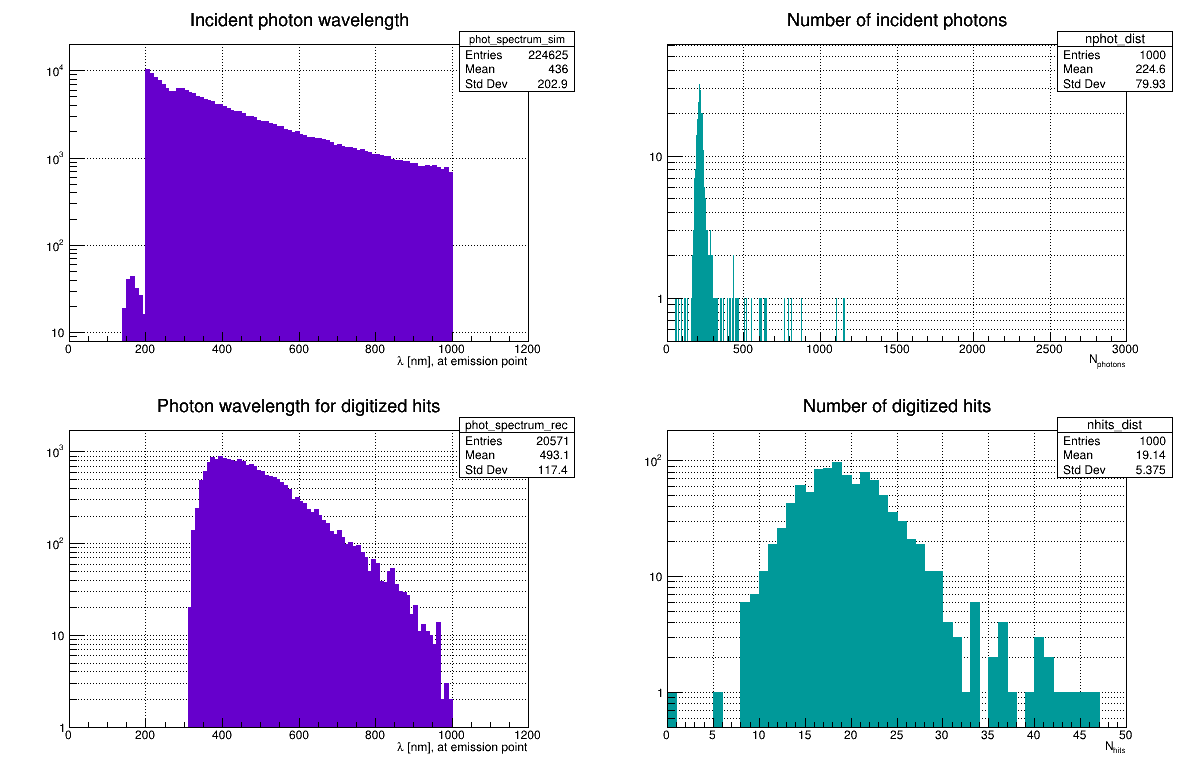 Incident photon wavelength
phot_spectrum_sim
Entries 224625
Mean 436
Std Dev 202.9
10⁴
10³
10²
10
0 200 400 600 800 1000 1200
λ [nm], at emission point
Number of incident photons
nphot_dist
Entries 1000
Mean 224.6
Std Dev 79.93
10
1
0 500 1000 1500 2000 2500 3000
N_photons
Photon wavelength for digitized hits
phot_spectrum_rec
Entries 20571
Mean 493.1
Std Dev 117.4
10³
10²
10
1
0 200 400 600 800 1000 1200
λ [nm], at emission point
Number of digitized hits
nhits_dist
Entries 1000
Mean 19.14
Std Dev 5.375
10²
10
1
0 5 10 15 20 25 30 35 40 45 50
N_hits